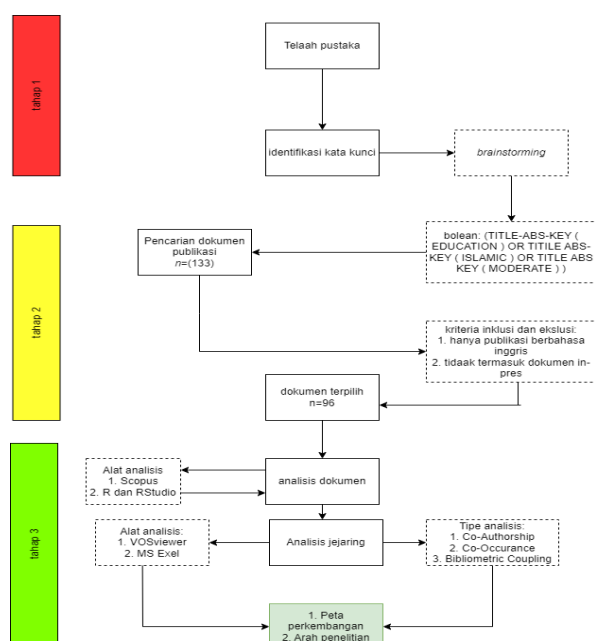 tahap 1
Telaah pustaka
identifikasi kata kunci
brainstorming
tahap 2
bolean: (TITLE-ABS-KEY (
EDUCATION ) OR TITILE ABS-
KEY ( ISLAMIC ) OR TITLE ABS
KEY ( MODERATE ) )
Pencarian dokumen
publikasi
n=(133)
kriteria inklusi dan ekslusi:
1. hanya publikasi berbahasa
inggris
2. tidaak termasuk dokumen in-
pres
dokumen terpilih
n=96
tahap 3
analisis dokumen
Alat analisis
1. Scopus
2. R dan RStudio
Analisis jejaring
Alat analisis:
1. VOSviewer
2. MS Exel
Tipe analisis:
1. Co-Authorship
2. Co-Occurance
3. Bibliometric Coupling
1. Peta
perkembangan
2. Arah penelitian